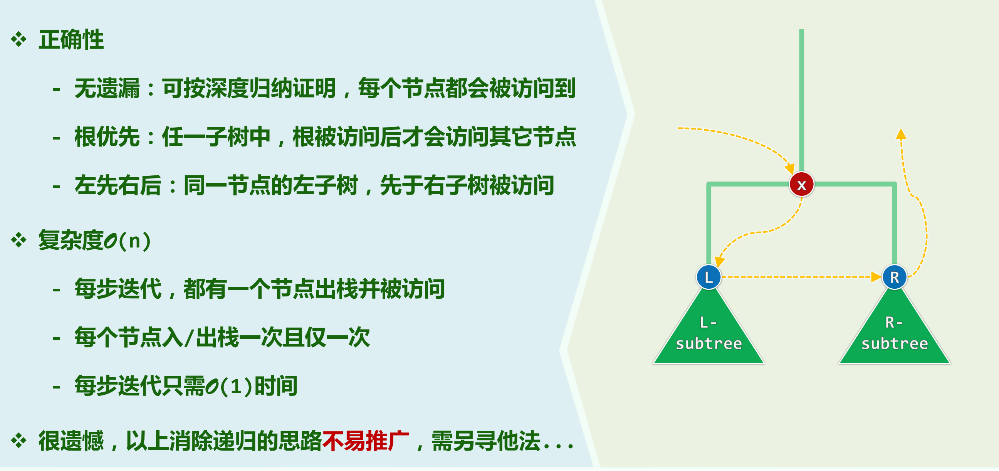 正确性
- 无遗漏：可按深度归纳证明，每个节点都会被访问到
- 根优先：任一子树中，根被访问后才会访问其它节点
- 左先右后：同一节点的左子树，先于右子树被访问
复杂度𝒪(n)
- 每步迭代，都有一个节点出栈并被访问
- 每个节点入/出栈一次且仅一次
- 每步迭代只需𝒪(1)时间
很遗憾，以上消除递归的思路不易推广，需另寻他法...
x
L
R
L-
subtree
R-
subtree